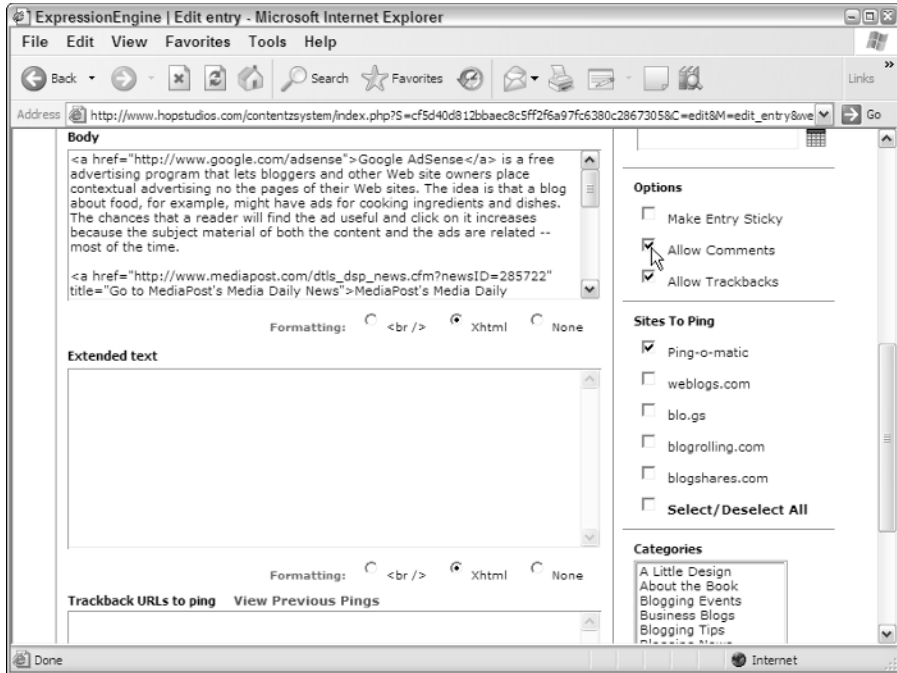 ExpressionEngine | Edit entry - Microsoft Internet Explorer
File Edit View Favorites Tools Help
Back Search Favorites Links
Address http://www.hopstudios.com/contentzsystem/index.php?S=cf5d40d812bbaec8c5ff2f6a97fc6380c2867305&C=edit&M=edit_entry&we Go
Body
<a href="http://www.google.com/adsense">Google AdSense</a> is a free
advertising program that lets bloggers and other Web site owners place
contextual advertising no the pages of their Web sites. The idea is that a blog
about food, for example, might have ads for cooking ingredients and dishes.
The chances that a reader will find the ad useful and click on it increases
because the subject material of both the content and the ads are related --
most of the time.
<a href="http://www.mediapost.com/dtls_dsp_news.cfm?newsID=285722"
title="Go to MediaPost's Media Daily News">MediaPost's Media Daily
Formatting: <br /> Xhtml None
Extended text
Formatting: <br /> Xhtml None
Trackback URLs to ping View Previous Pings
Options
Make Entry Sticky
Allow Comments
Allow Trackbacks
Sites To Ping
Ping-o-matic
weblogs.com
blo.gs
blogrolling.com
blogshares.com
Select/Deselect All
Categories
A Little Design
About the Book
Blogging Events
Business Blogs
Blogging Tips
Blogging News
Done Internet